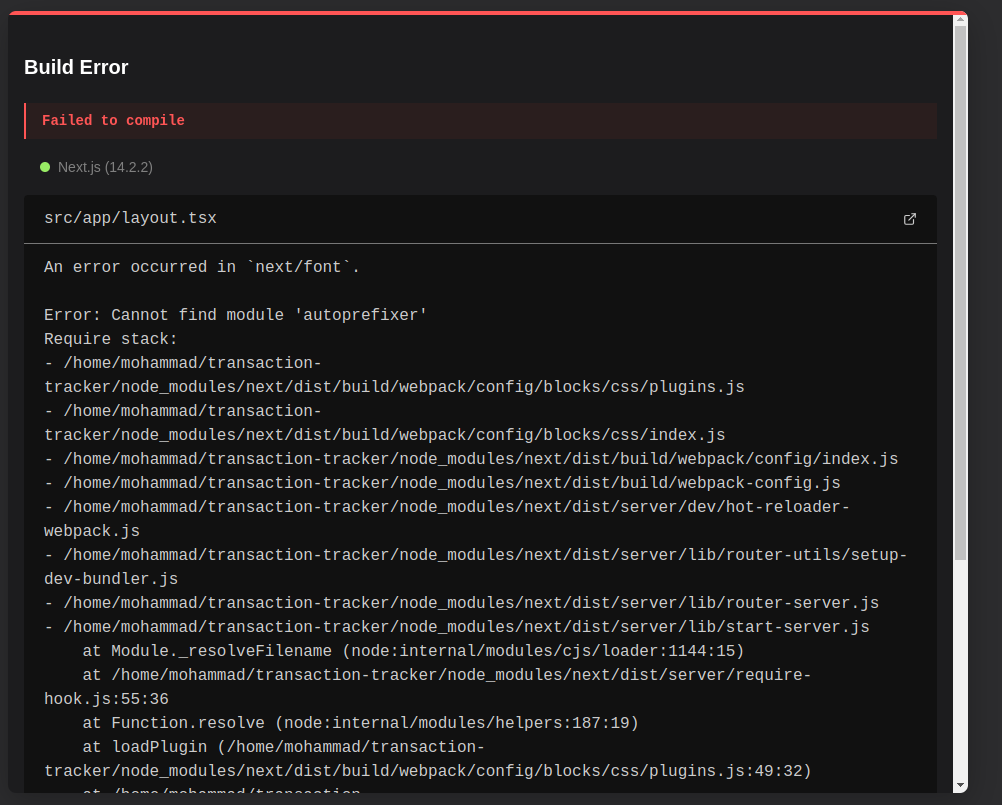 Build Error
Failed to compile
Next.js (14.2.2)
src/app/layout.tsx
An error occurred in `next/font`.
Error: Cannot find module 'autoprefixer'
Require stack:
- /home/mohammad/transaction-
tracker/node_modules/next/dist/build/webpack/config/blocks/css/plugins.js
- /home/mohammad/transaction-
tracker/node_modules/next/dist/build/webpack/config/blocks/css/index.js
- /home/mohammad/transaction-tracker/node_modules/next/dist/build/webpack/config/index.js
- /home/mohammad/transaction-tracker/node_modules/next/dist/build/webpack-config.js
- /home/mohammad/transaction-tracker/node_modules/next/dist/server/dev/hot-reloader-
webpack.js
- /home/mohammad/transaction-tracker/node_modules/next/dist/server/lib/router-utils/setup-
dev-bundler.js
- /home/mohammad/transaction-tracker/node_modules/next/dist/server/lib/router-server.js
- /home/mohammad/transaction-tracker/node_modules/next/dist/server/lib/start-server.js
at Module._resolveFilename (node:internal/modules/cjs/loader:1144:15)
at /home/mohammad/transaction-tracker/node_modules/next/dist/server/require-
hook.js:55:36
at Function.resolve (node:internal/modules/helpers:187:19)
at loadPlugin (/home/mohammad/transaction-
tracker/node_modules/next/dist/build/webpack/config/blocks/css/plugins.js:49:32)
at /home/mohammad/transaction-